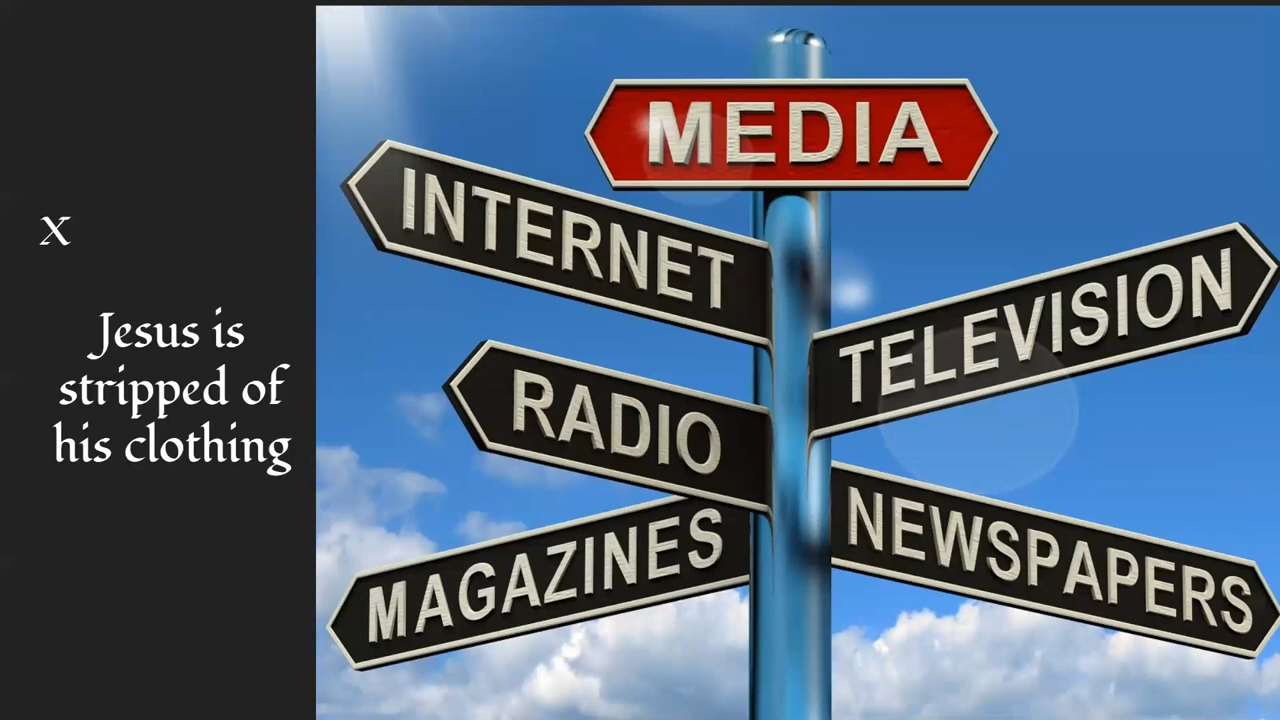 X
Jesus is
stripped of
his clothing
MEDIA
INTERNET
TELEVISION
RADIO
NEWSPAPERS
MAGAZINES